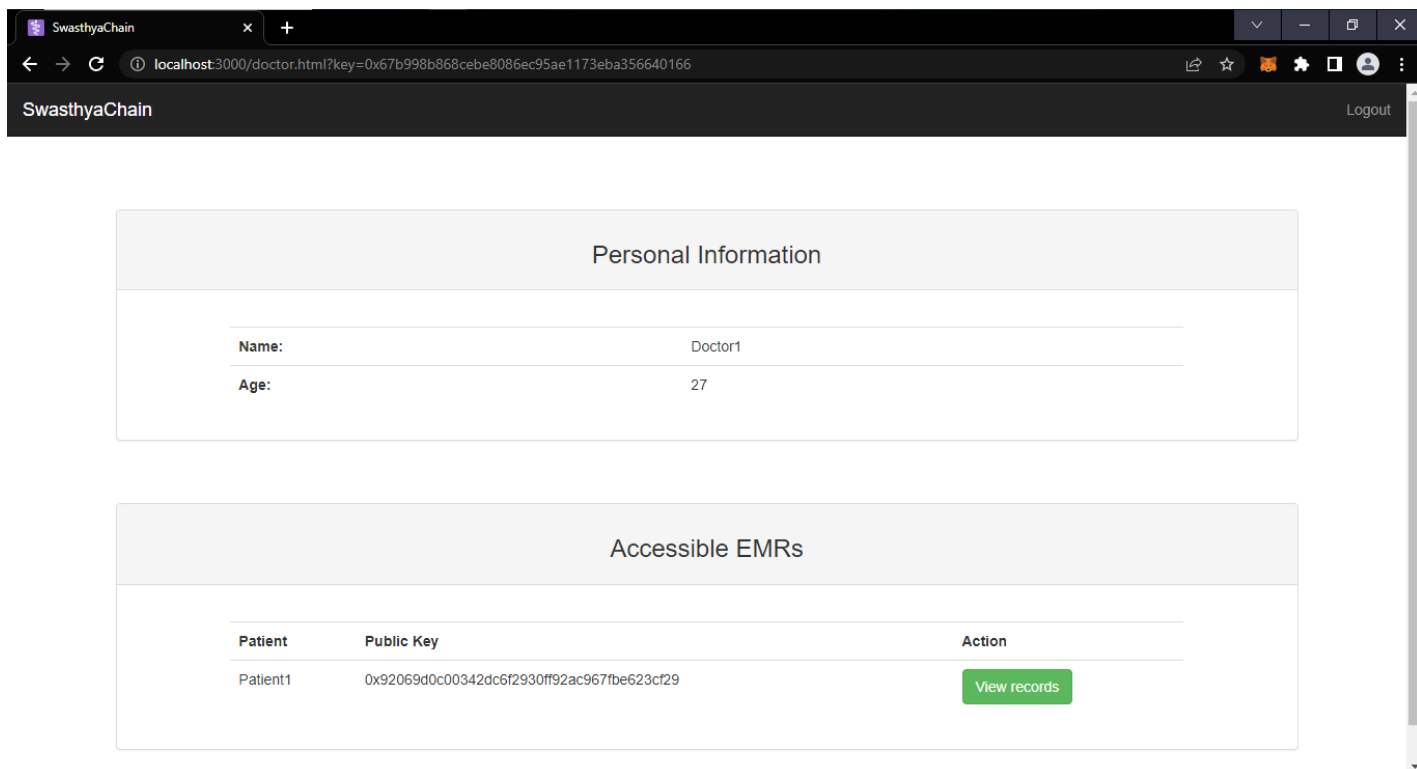 SwasthyaChain
localhost:3000/doctor.html?key=0x67b998b868cebe8086ec95ae1173eba356640166
SwasthyaChain Logout
Personal Information
Name: Doctor1
Age: 27
Accessible EMRs
Patient Public Key Action
Patient1 0x92069d0c00342dc6f2930ff92ac967fbe623cf29 View records